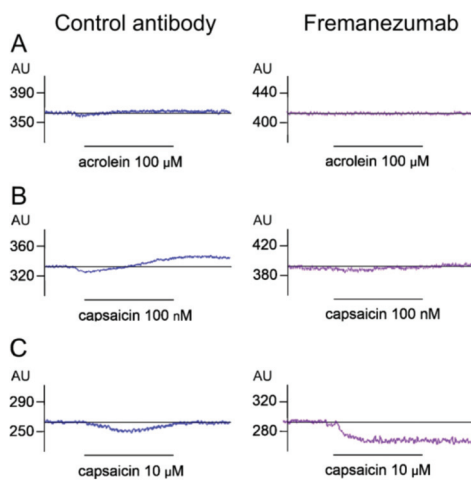 Control antibody Fremanezumab
A
AU AU
390 440
350 400
acrolein 100 µM acrolein 100 µM
B
AU AU
360 420
320 380
capsaicin 100 nM capsaicin 100 nM
C
AU AU
290 320
250 280
capsaicin 10 µM capsaicin 10 µM